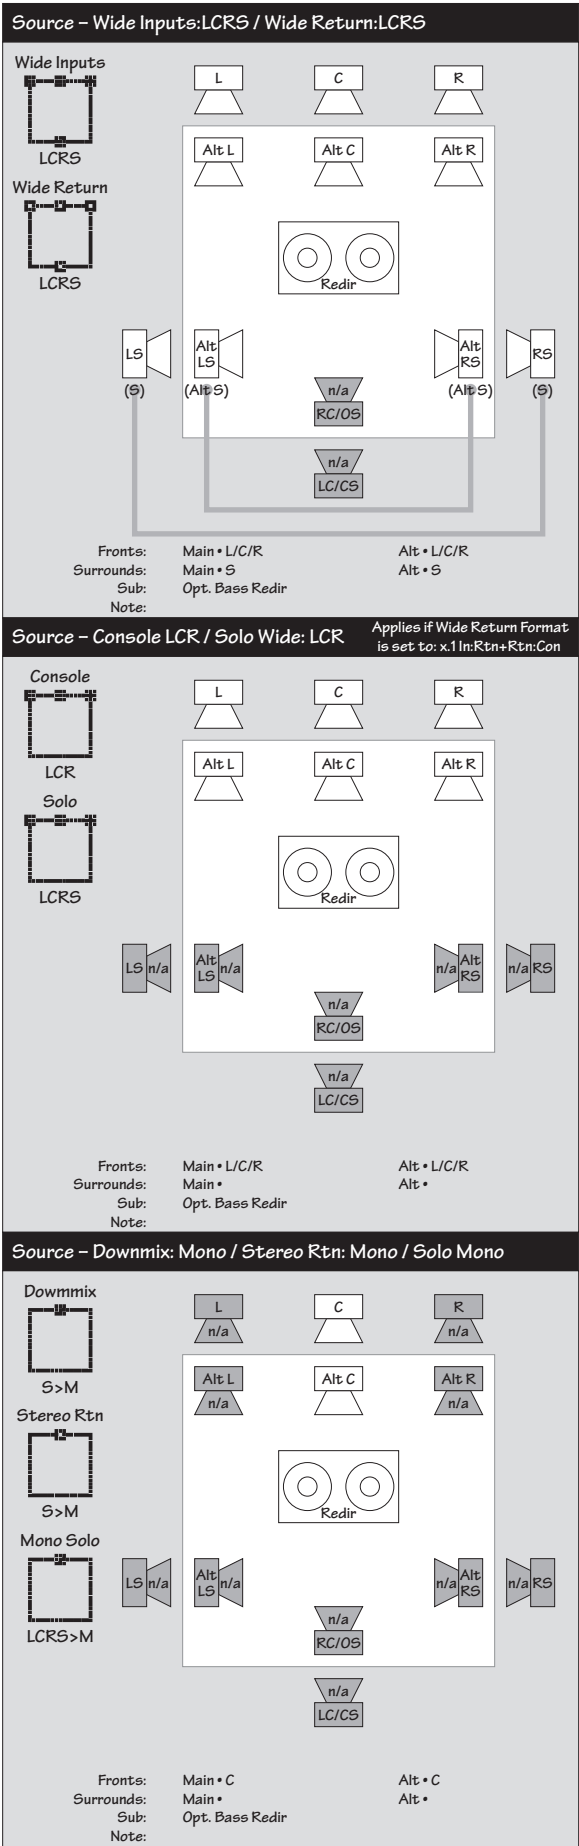 Source – Wide Inputs:LCRS / Wide Return:LCRS
Wide Inputs
LCRS
Wide Return
LCRS
L C R
Alt L Alt C Alt R
Redir
LS Alt LS Alt RS RS
(S) (Alt S) (Alt S) (S)
n/a
RC/OS
n/a
LC/CS
Fronts: Main • L/C/R Alt • L/C/R
Surrounds: Main • S Alt • S
Sub: Opt. Bass Redir
Note:
Source – Console LCR / Solo Wide: LCR
Applies if Wide Return Format
is set to: x.1 In:Rtn+Rtn:Con
Console
LCR
Solo
LCRS
L C R
Alt L Alt C Alt R
Redir
LS n/a Alt LS n/a n/a Alt RS n/a RS
n/a
RC/OS
n/a
LC/CS
Fronts: Main • L/C/R Alt • L/C/R
Surrounds: Main • Alt •
Sub: Opt. Bass Redir
Note:
Source – Downmix: Mono / Stereo Rtn: Mono / Solo Mono
Dowmmix
S>M
Stereo Rtn
S>M
Mono Solo
LCRS>M
L C R
n/a n/a
Alt L Alt C Alt R
n/a n/a
Redir
LS n/a Alt LS n/a n/a Alt RS n/a RS
n/a
RC/OS
n/a
LC/CS
Fronts: Main • C Alt • C
Surrounds: Main • Alt •
Sub: Opt. Bass Redir
Note: